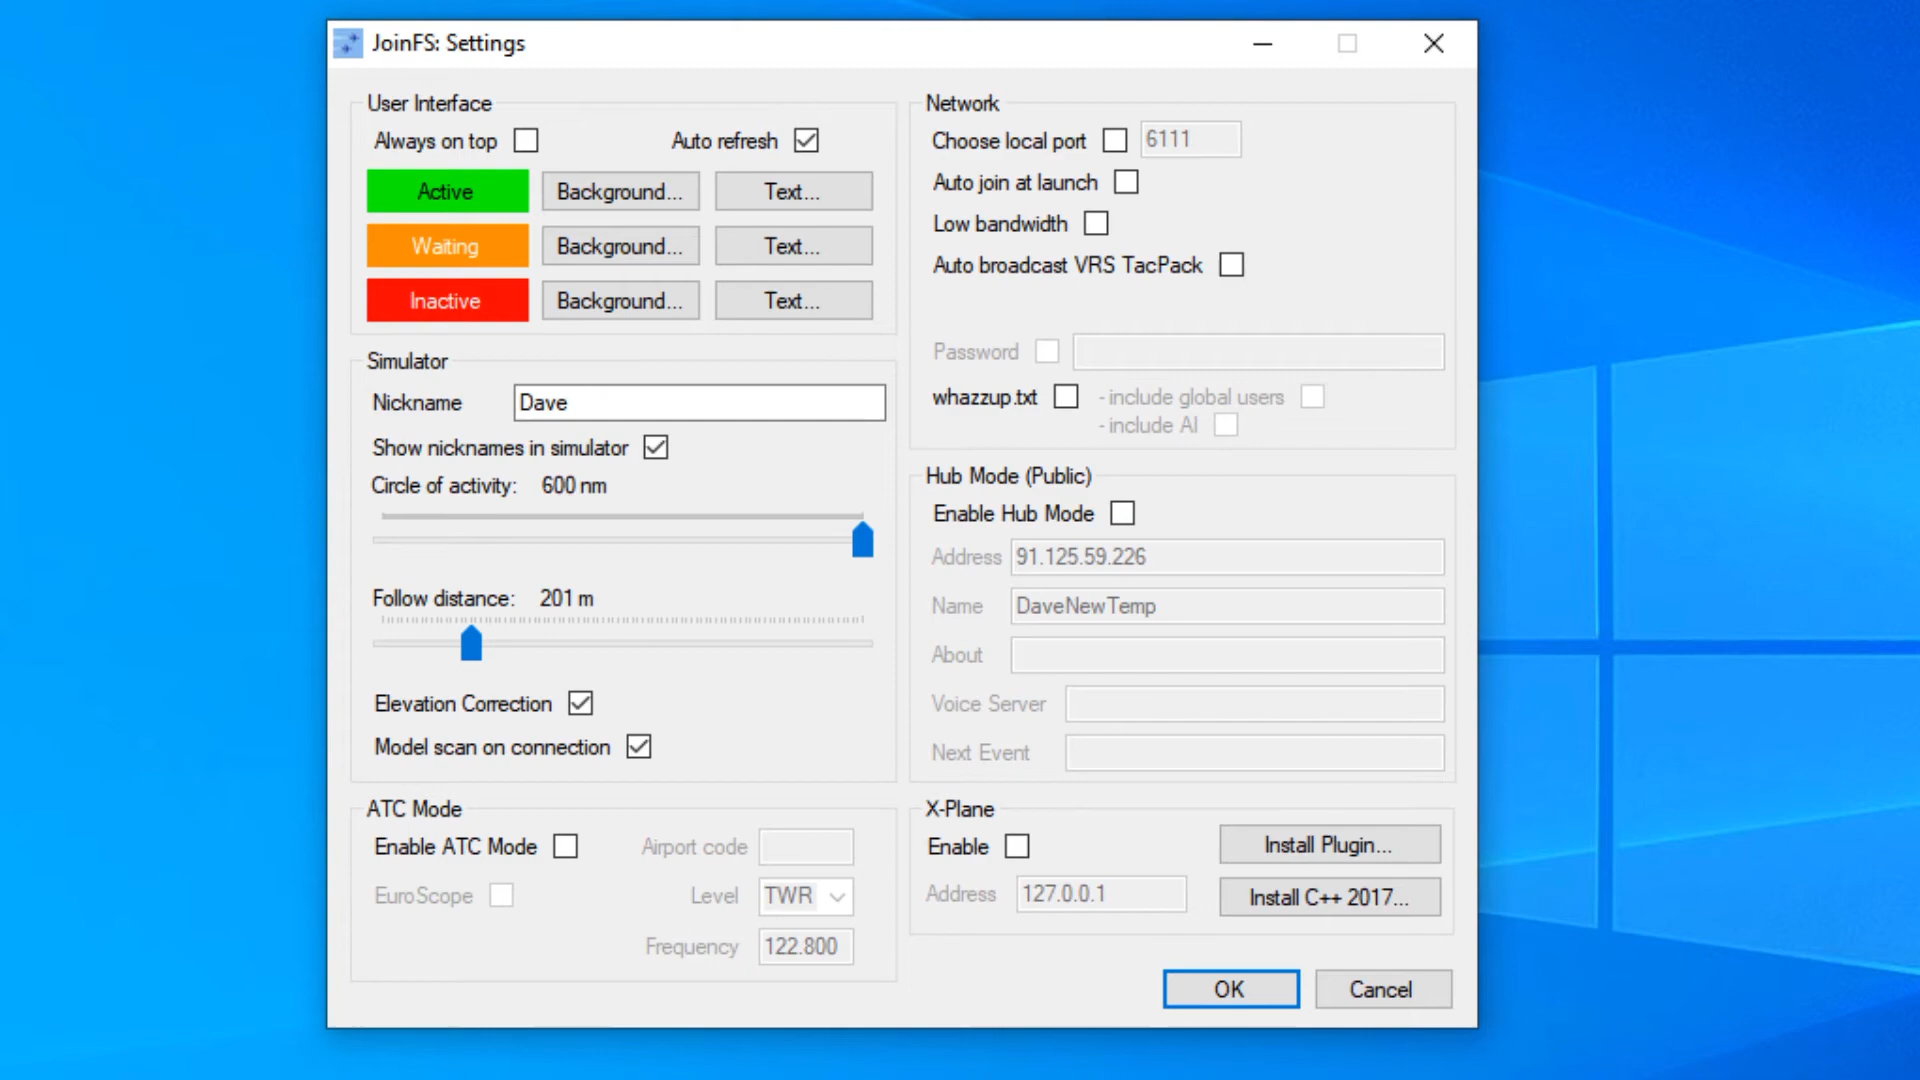 JoinFS: Settings
User Interface
Always on top
Auto refresh
Active
Background...
Text...
Waiting
Background...
Text...
Inactive
Background...
Text...
Simulator
Nickname
Dave
Show nicknames in simulator
Circle of activity: 600 nm
Follow distance: 201 m
Elevation Correction
Model scan on connection
ATC Mode
Enable ATC Mode
Airport code
EuroScope
Level
TWR
Frequency
122.800
Network
Choose local port
6111
Auto join at launch
Low bandwidth
Auto broadcast VRS TacPack
Password
whazzup.txt
- include global users
- include AI
Hub Mode (Public)
Enable Hub Mode
Address
91.125.59.226
Name
DaveNewTemp
About
Voice Server
Next Event
X-Plane
Enable
Install Plugin...
Address
127.0.0.1
Install C++ 2017...
OK
Cancel